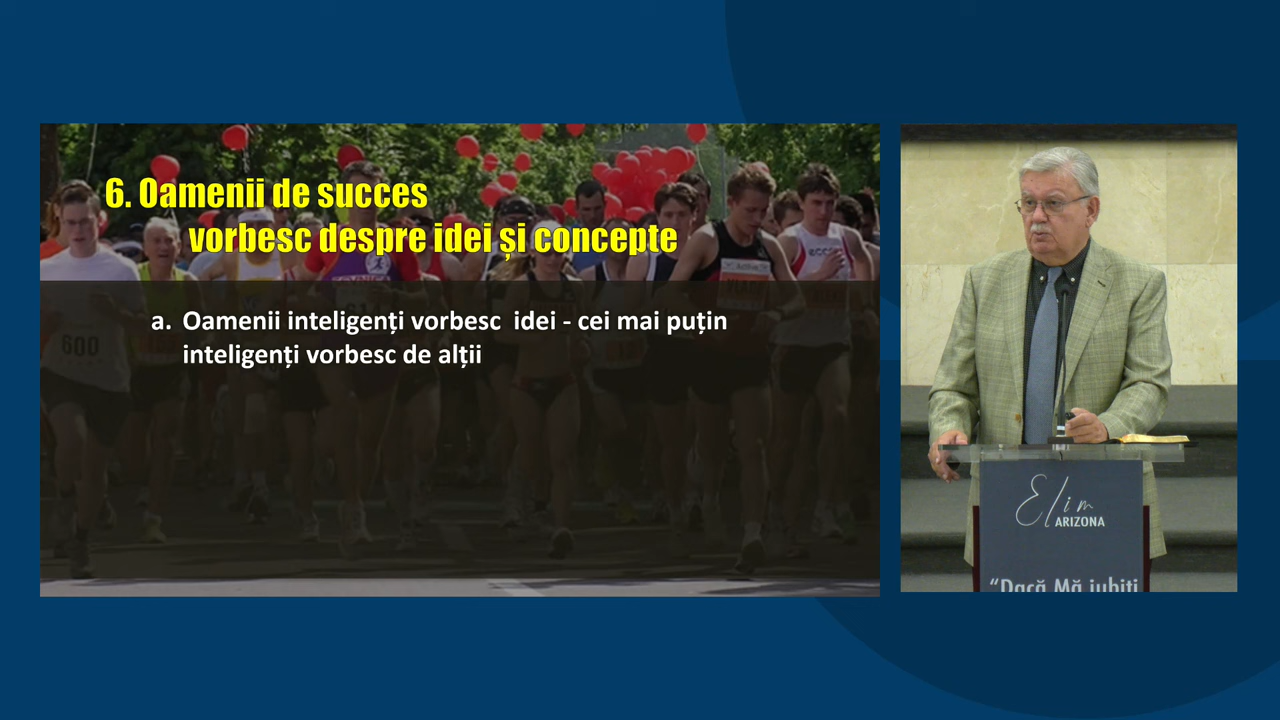 6. Oamenii de succes
vorbesc despre idei și concepte
a. Oamenii inteligenți vorbesc idei - cei mai puțin
inteligenți vorbesc de alții
600
Elim
ARIZONA
“Dacă Mă iubiți